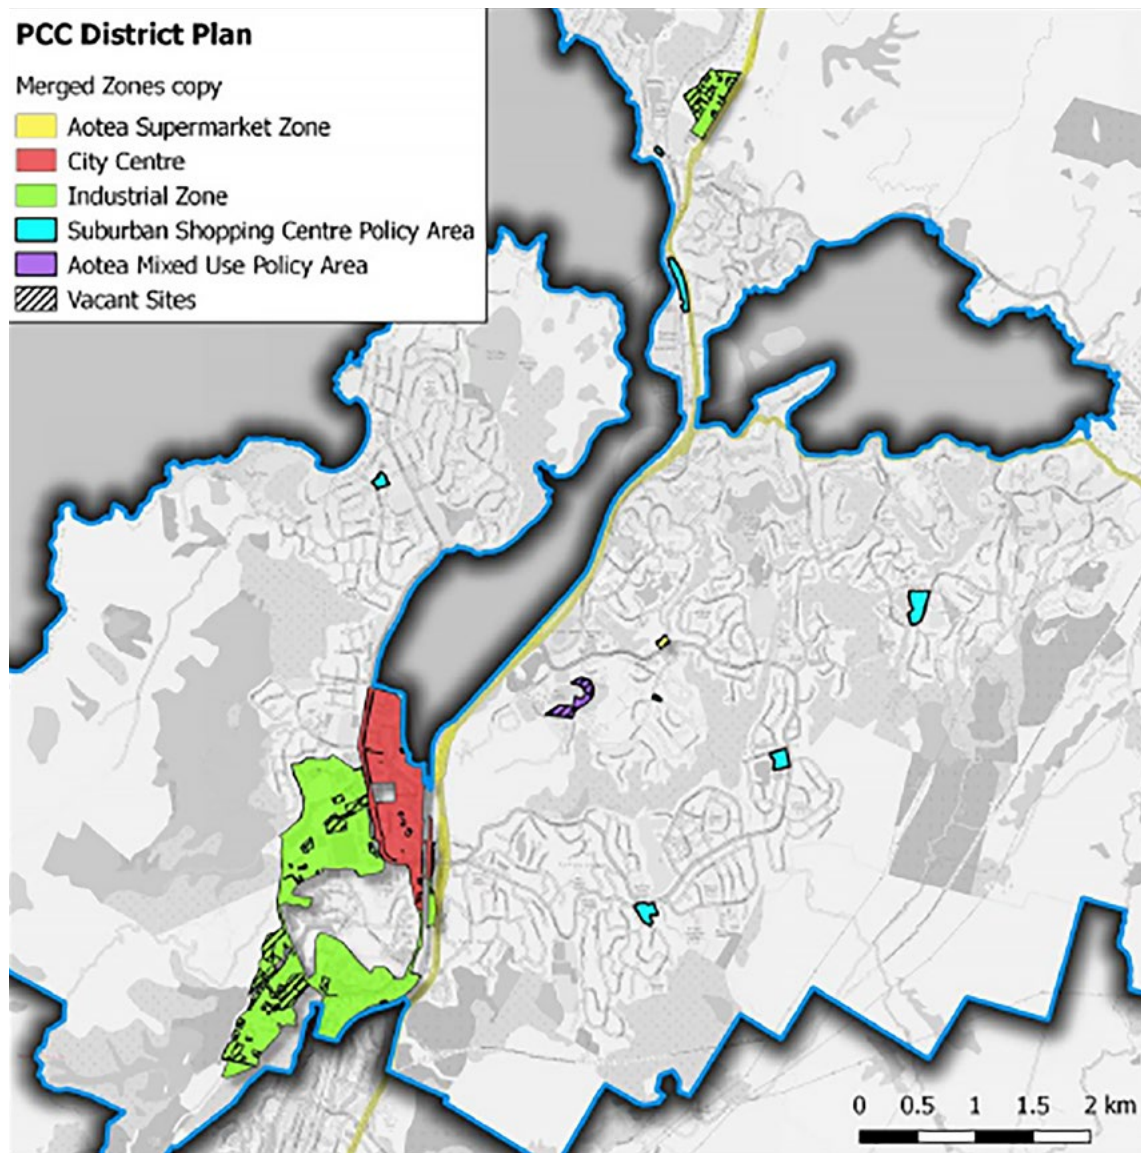 PCC District Plan
Merged Zones copy
Aotea Supermarket Zone
City Centre
Industrial Zone
Suburban Shopping Centre Policy Area
Aotea Mixed Use Policy Area
Vacant Sites
0 0.5 1 1.5 2 km